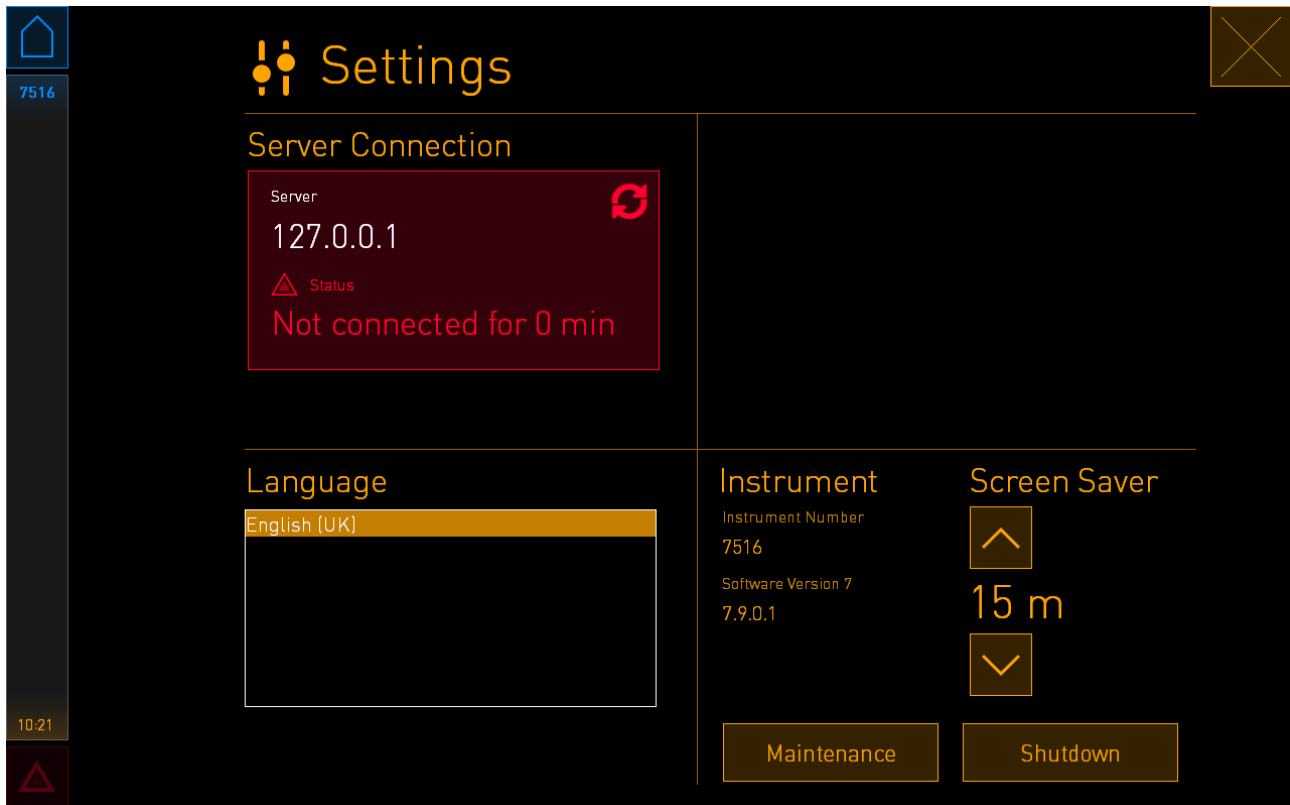 Settings
7516
Server Connection
Server
127.0.0.1
Status
Not connected for 0 min
Language
English (UK)
Instrument
Instrument Number
7516
Software Version 7
7.9.0.1
Screen Saver
15 m
10:21
Maintenance
Shutdown